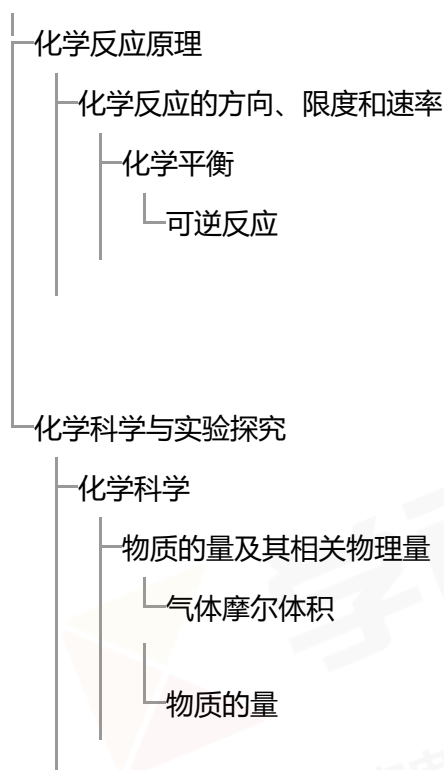 化学反应原理
化学反应的方向、限度和速率
化学平衡
可逆反应
化学科学与实验探究
化学科学
物质的量及其相关物理量
气体摩尔体积
物质的量